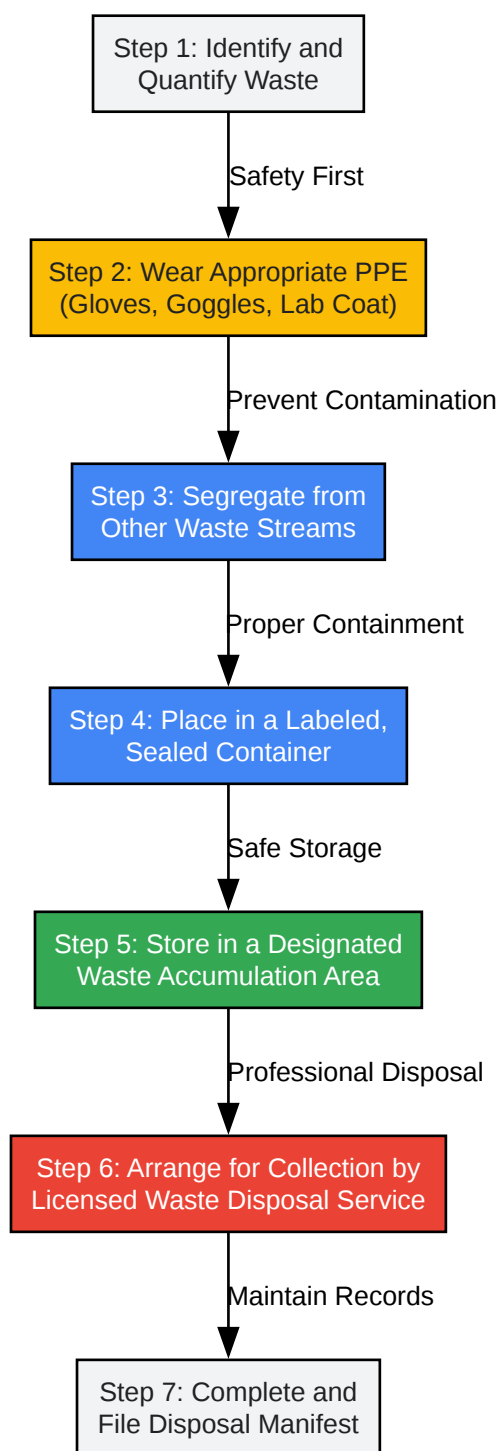 Step 1: Identify and
Quantify Waste
Safety First
Step 2: Wear Appropriate PPE
(Gloves, Goggles, Lab Coat)
Prevent Contamination
Step 3: Segregate from
Other Waste Streams
Proper Containment
Step 4: Place in a Labeled,
Sealed Container
Safe Storage
Step 5: Store in a Designated
Waste Accumulation Area
Professional Disposal
Step 6: Arrange for Collection by
Licensed Waste Disposal Service
Maintain Records
Step 7: Complete and
File Disposal Manifest